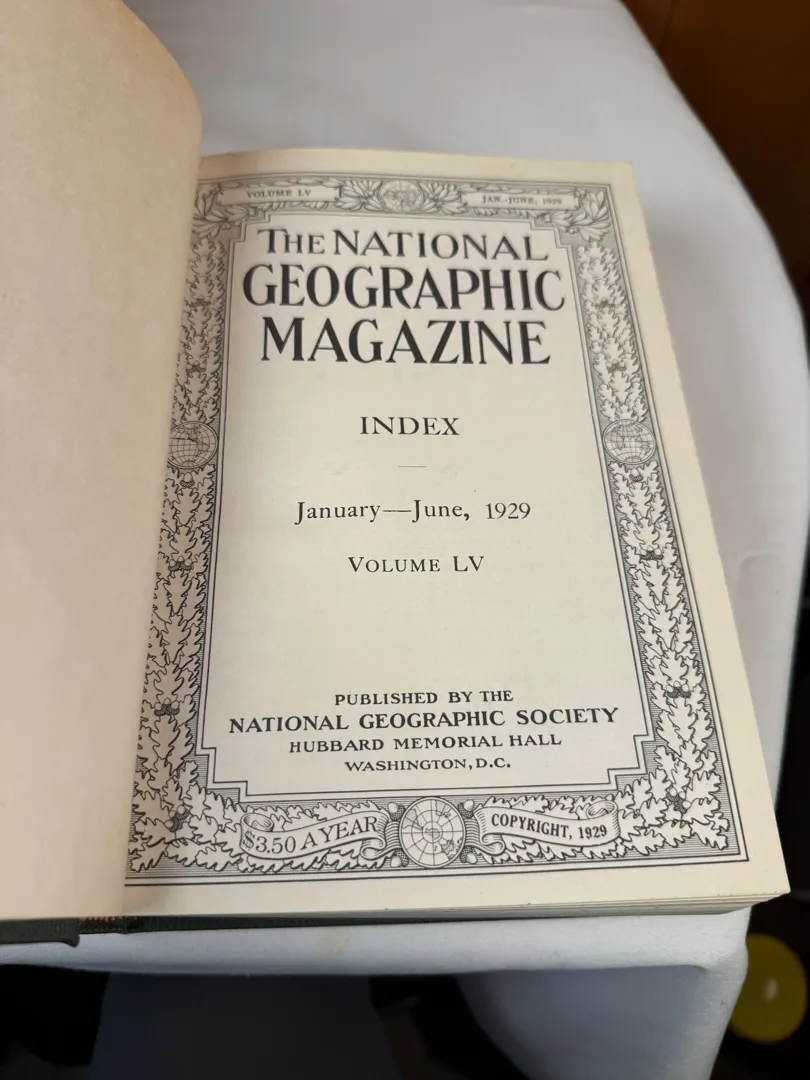 VOLUME LV
JAN.-JUNE, 1929
THE NATIONAL
GEOGRAPHIC
MAGAZINE
INDEX
January—June, 1929
VOLUME LV
PUBLISHED BY THE
NATIONAL GEOGRAPHIC SOCIETY
HUBBARD MEMORIAL HALL
WASHINGTON, D.C.
$3.50 A YEAR
COPYRIGHT, 1929